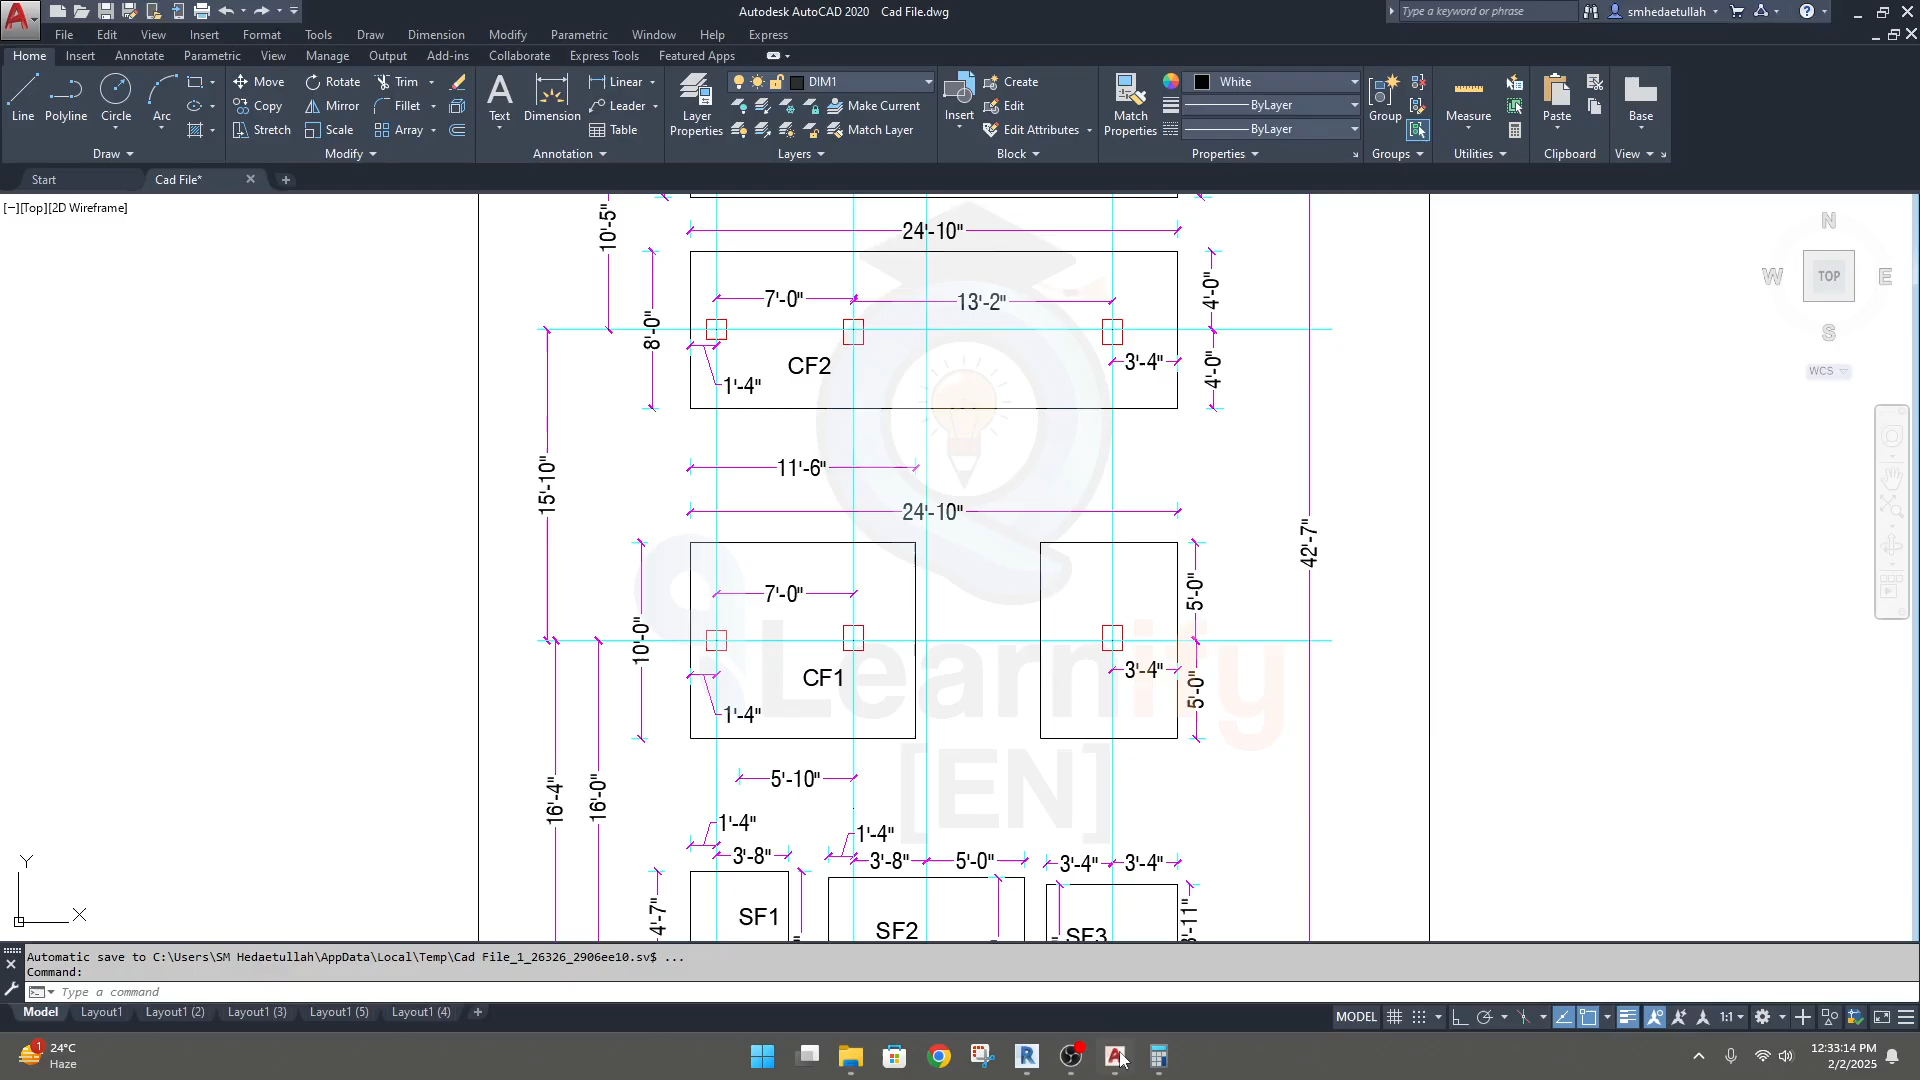 Autodesk AutoCAD 2020 Cad File.dwg
Type a keyword or phrase
smhedaetullah
File Edit View Insert Format Tools Draw Dimension Modify Parametric Window Help Express
Home Insert Annotate Parametric View Manage Output Add-ins Collaborate Express Tools Featured Apps
Line Polyline Circle Arc
Move Rotate Trim
Copy Mirror Fillet
Stretch Scale Array
Text Dimension
Linear
Leader
Table
Layer Properties
DIM1
Make Current
Match Layer
Insert
Create
Edit
Edit Attributes
Match Properties
White
ByLayer
ByLayer
Group
Measure
Paste
Base
Draw Modify Annotation Layers Block Properties Groups Utilities Clipboard View
Start Cad File*
[−][Top][2D Wireframe]
N
W TOP E
S
WCS
10'-5"
24'-10"
7'-0" 13'-2"
4'-0"
8'-0"
CF2
3'-4"
4'-0"
1'-4"
15'-10"
11'-6"
24'-10"
42'-7"
7'-0"
5'-0"
10'-0"
CF1
3'-4"
5'-0"
1'-4"
Learnity
[EN]
5'-10"
16'-4" 16'-0"
1'-4" 1'-4"
3'-8" 3'-8" 5'-0" 3'-4" 3'-4"
4'-7"
SF1 SF2 SF3
Y
X
Automatic save to C:\Users\SM Hedaetullah\AppData\Local\Temp\Cad File_1_26326_2906ee10.sv$ ...
Command:
Type a command
Model Layout1 Layout1 (2) Layout1 (3) Layout1 (5) Layout1 (4)
MODEL 1:1
1
24°C
Haze
12:33:14 PM
2/2/2025